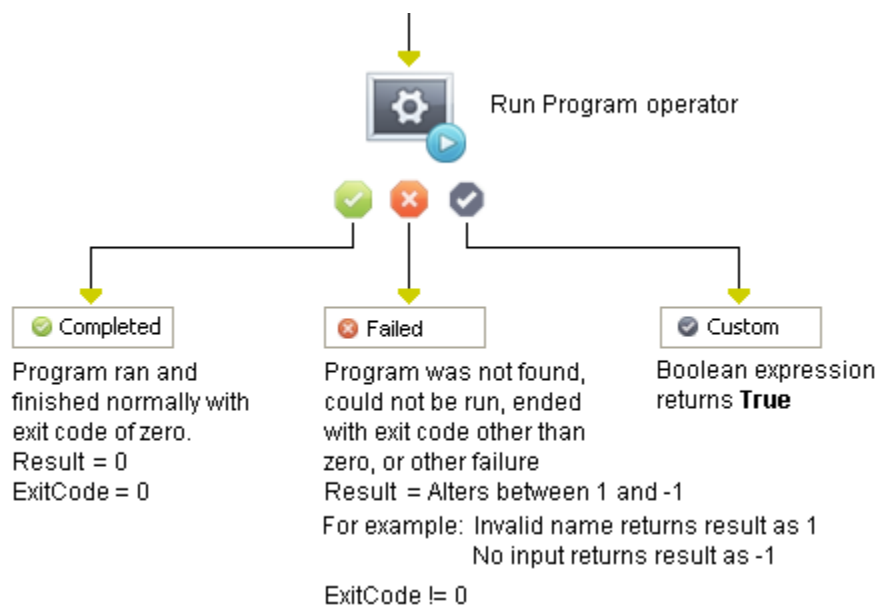 Run Program operator
Completed
Program ran and
finished normally with
exit code of zero.
Result = 0
ExitCode = 0
Failed
Program was not found,
could not be run, ended
with exit code other than
zero, or other failure
Result = Alters between 1 and -1
For example: Invalid name returns result as 1
No input returns result as -1
ExitCode != 0
Custom
Boolean expression
returns True